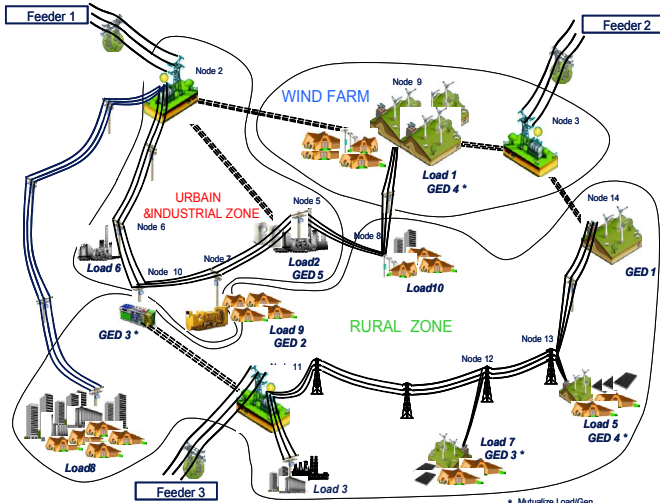 Feeder 1
Feeder 2
Node 2
Node 9
WIND FARM
Node 3
Load 1
GED 4 *
URBAIN
&INDUSTRIAL ZONE
Node 5
Node 14
Node 6
Node 8
Load 6
Node 7
Load2
GED 5
10
Load10
GED 1
GED 3 *
Load 9
GED 2
RURAL ZONE
Node 13
11
Node 12
Load 5
GED 4 *
Load 7
GED 3 *
Load8
Load 3
Feeder 3
* Mutualize Load/Gen